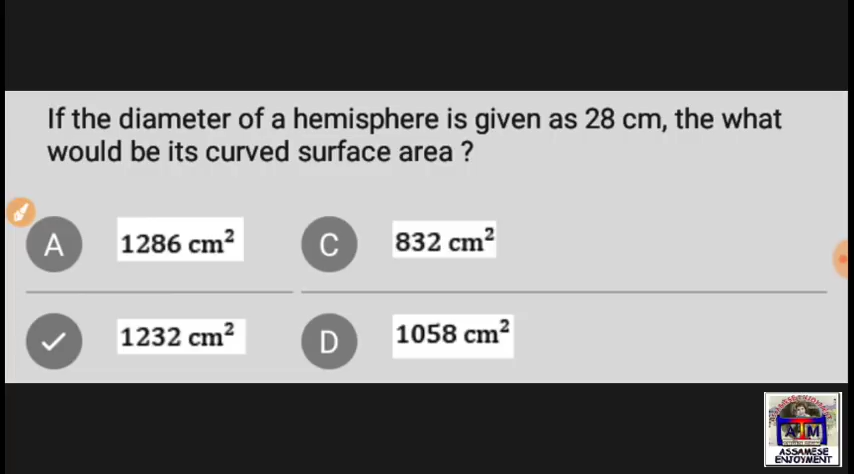 If the diameter of a hemisphere is given as 28 cm, the what
would be its curved surface area ?
A 1286 cm² C 832 cm²
1232 cm² D 1058 cm²
ATM
ASSAMESE
ENJOYMENT